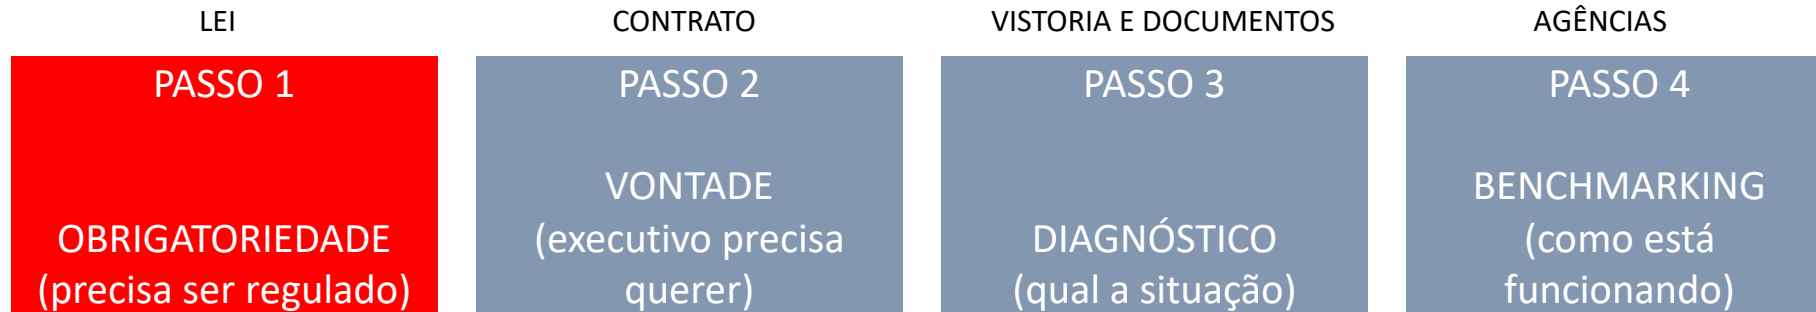 LEI
PASSO 1
OBRIGATORIEDADE
(precisa ser regulado)
CONTRATO
PASSO 2
VONTADE
(executivo precisa
querer)
VISTORIA E DOCUMENTOS
PASSO 3
DIAGNÓSTICO
(qual a situação)
AGÊNCIAS
PASSO 4
BENCHMARKING
(como está
funcionando)